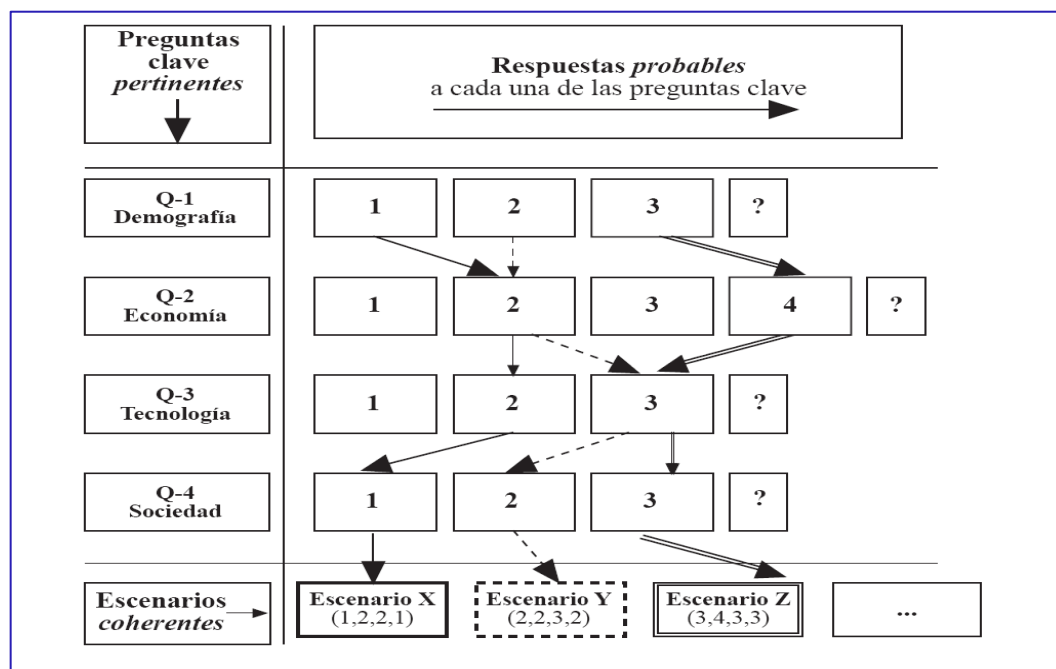 Preguntas
clave
pertinentes
Respuestas probables
a cada una de las preguntas clave
Q-1
Demografía
1
2
3
?
Q-2
Economía
1
2
3
4
?
Q-3
Tecnología
1
2
3
?
Q-4
Sociedad
1
2
3
?
Escenarios
coherentes
Escenario X
(1,2,2,1)
Escenario Y
(2,2,3,2)
Escenario Z
(3,4,3,3)
...